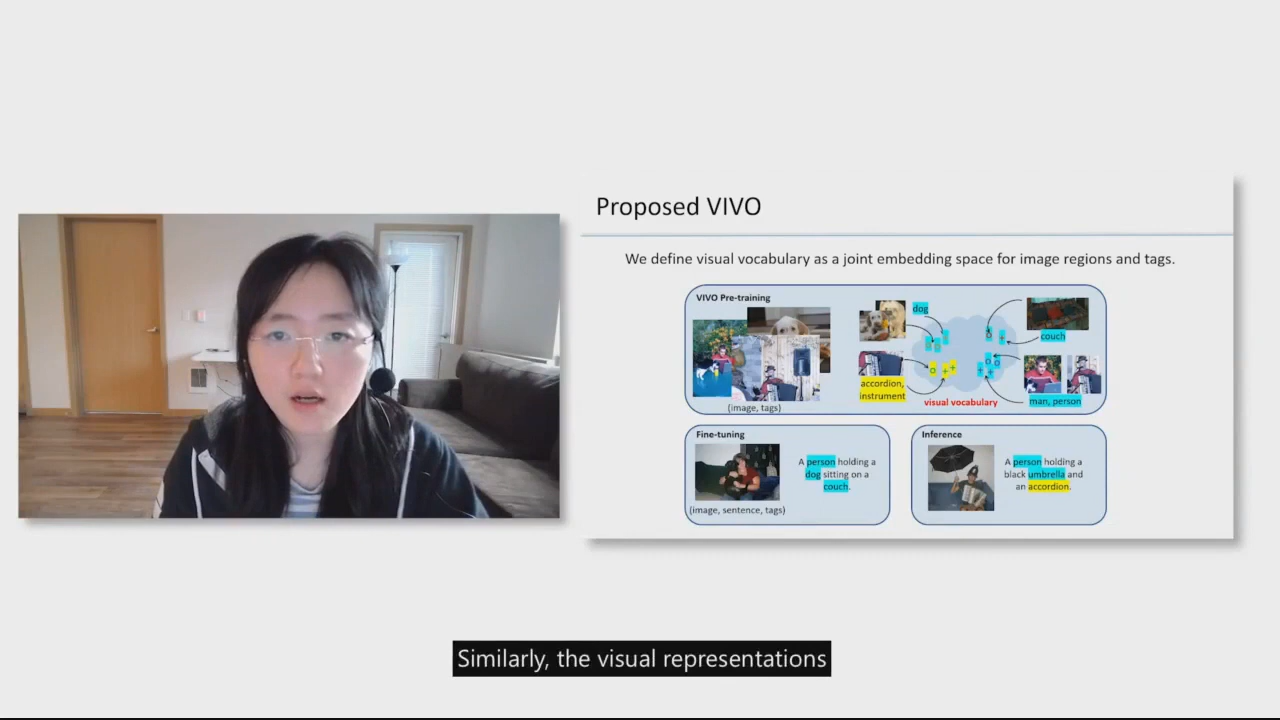 Proposed VIVO
We define visual vocabulary as a joint embedding space for image regions and tags.
VIVO Pre-training
(image, tags)
dog
couch
accordion,
instrument
visual vocabulary
man, person
Fine-tuning
A person holding a
dog sitting on a
couch.
(image, sentence, tags)
Inference
A person holding a
black umbrella and
an accordion.
Similarly, the visual representations